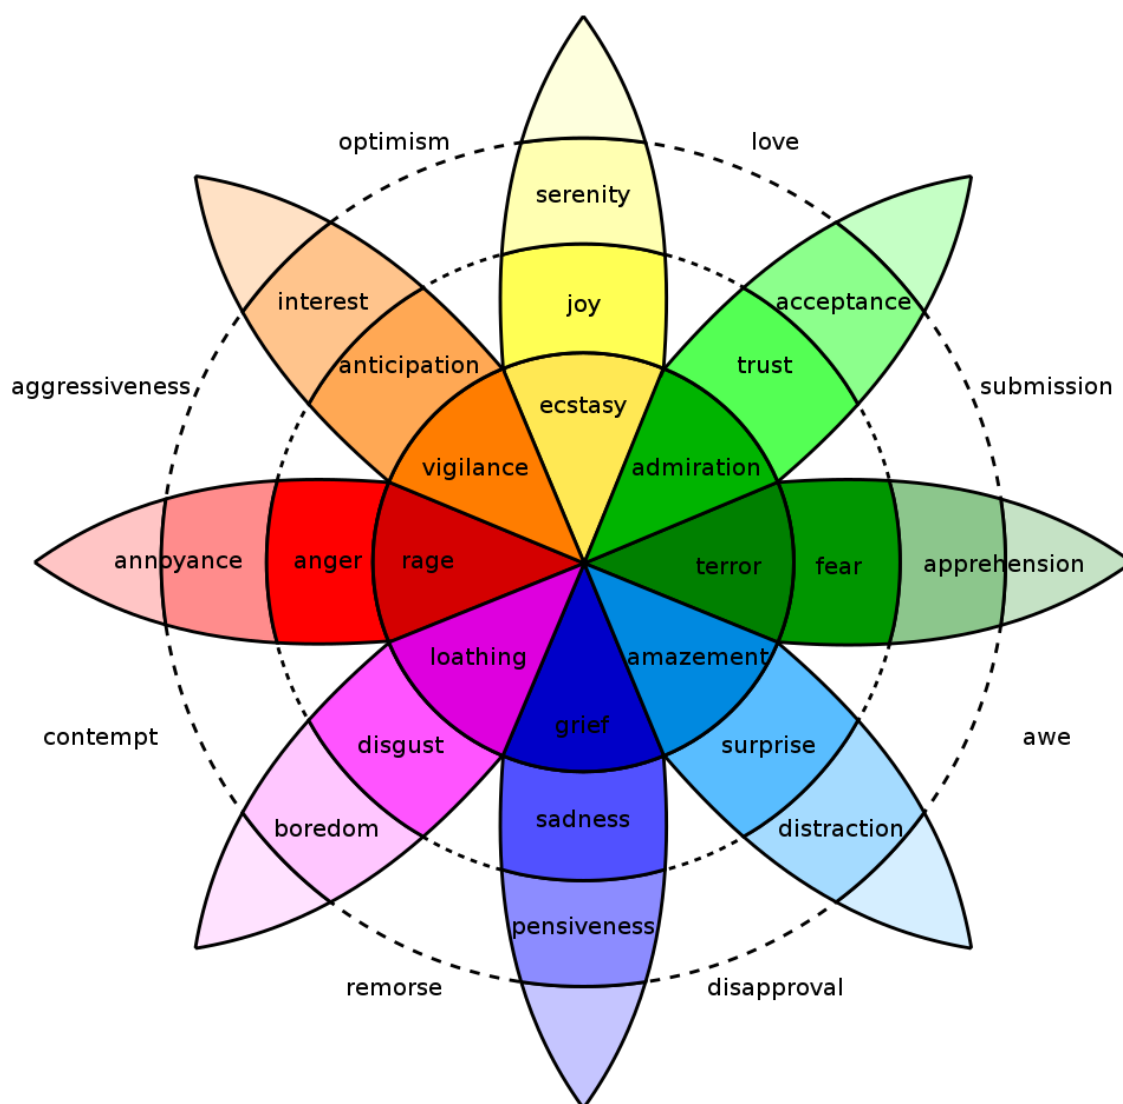 optimism
love
serenity
interest
joy
acceptance
anticipation
trust
aggressiveness
submission
ecstasy
vigilance
admiration
annoyance
anger
rage
terror
fear
apprehension
loathing
amazement
contempt
disgust
grief
surprise
awe
boredom
sadness
distraction
pensiveness
remorse
disapproval